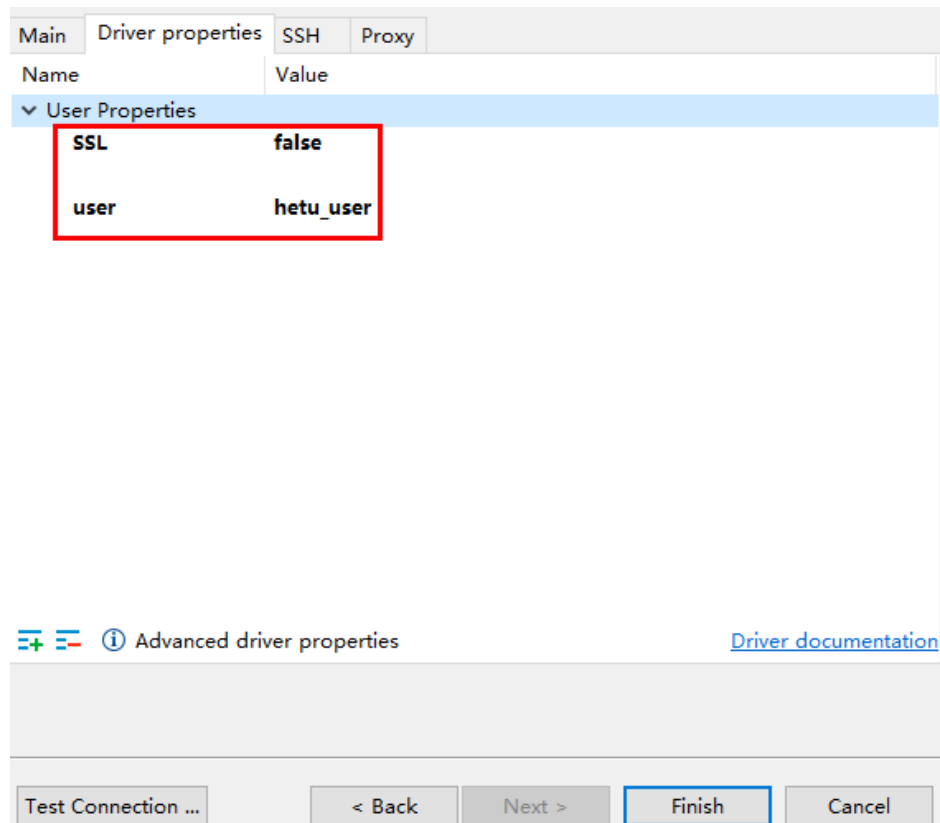 Main Driver properties SSH Proxy
Name Value
User Properties
SSL false
user hetu_user
Advanced driver properties Driver documentation
Test Connection ... < Back Next > Finish Cancel